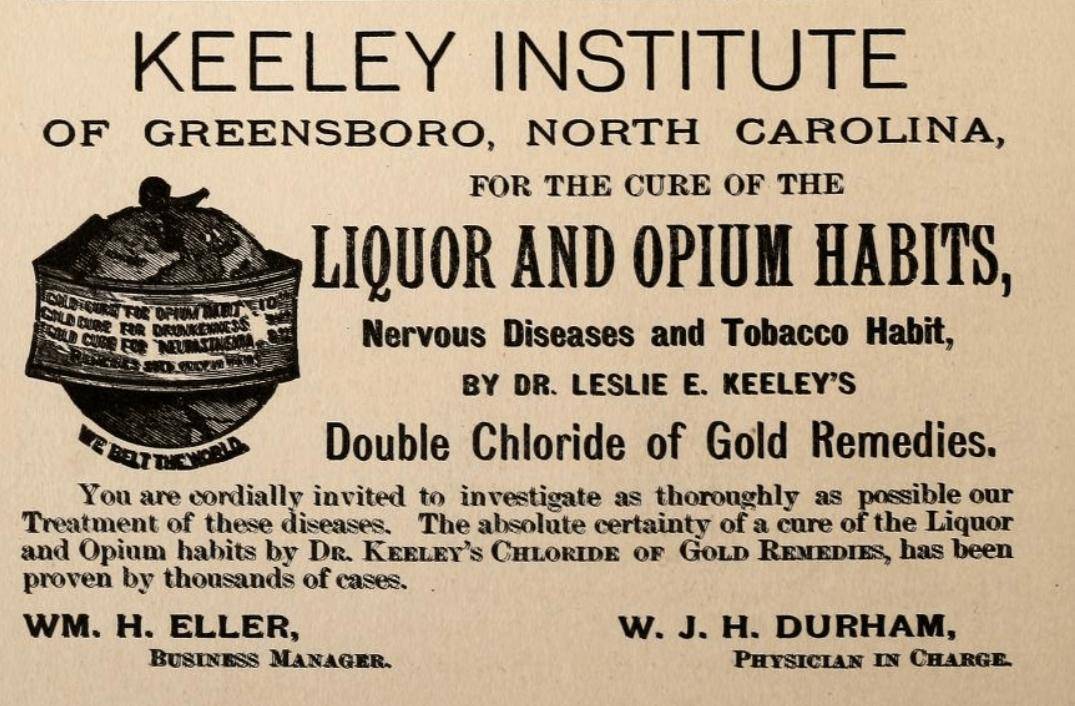 KEELEY INSTITUTE
OF GREENSBORO, NORTH CAROLINA,
FOR THE CURE OF THE
LIQUOR AND OPIUM HABITS,
Nervous Diseases and Tobacco Habit,
BY DR. LESLIE E. KEELEY'S
Double Chloride of Gold Remedies.
GOLD CURE FOR OPIUM HABIT
GOLD CURE FOR DRUNKENNESS
GOLD CURE FOR NEURASTHENIA
REMEDIES SOLD
WE BELT THE WORLD.
You are cordially invited to investigate as thoroughly as possible our
Treatment of these diseases. The absolute certainty of a cure of the Liquor
and Opium habits by DR. KEELEY'S CHLORIDE OF GOLD REMEDIES, has been
proven by thousands of cases.
WM. H. ELLER,
BUSINESS MANAGER.
W. J. H. DURHAM,
PHYSICIAN IN CHARGE.